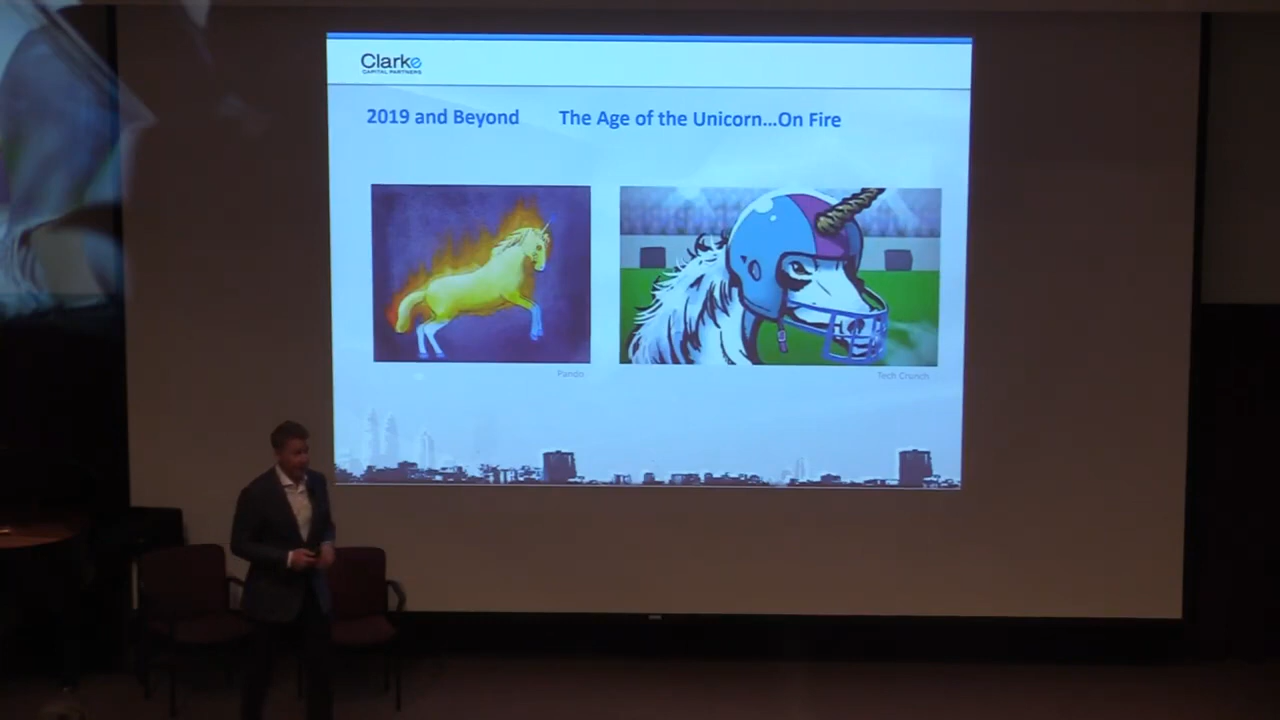 Clarke
CAPITAL PARTNERS
2019 and Beyond
The Age of the Unicorn...On Fire
Pando
Tech Crunch